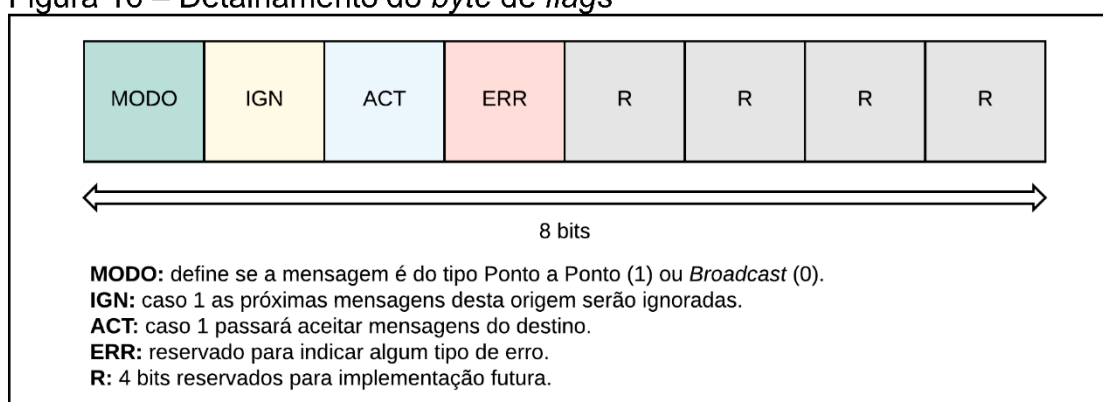 Figura 16 – Detalhamento do byte de flags
MODO IGN ACT ERR R R R R
8 bits
MODO: define se a mensagem é do tipo Ponto a Ponto (1) ou Broadcast (0).
IGN: caso 1 as próximas mensagens desta origem serão ignoradas.
ACT: caso 1 passará aceitar mensagens do destino.
ERR: reservado para indicar algum tipo de erro.
R: 4 bits reservados para implementação futura.